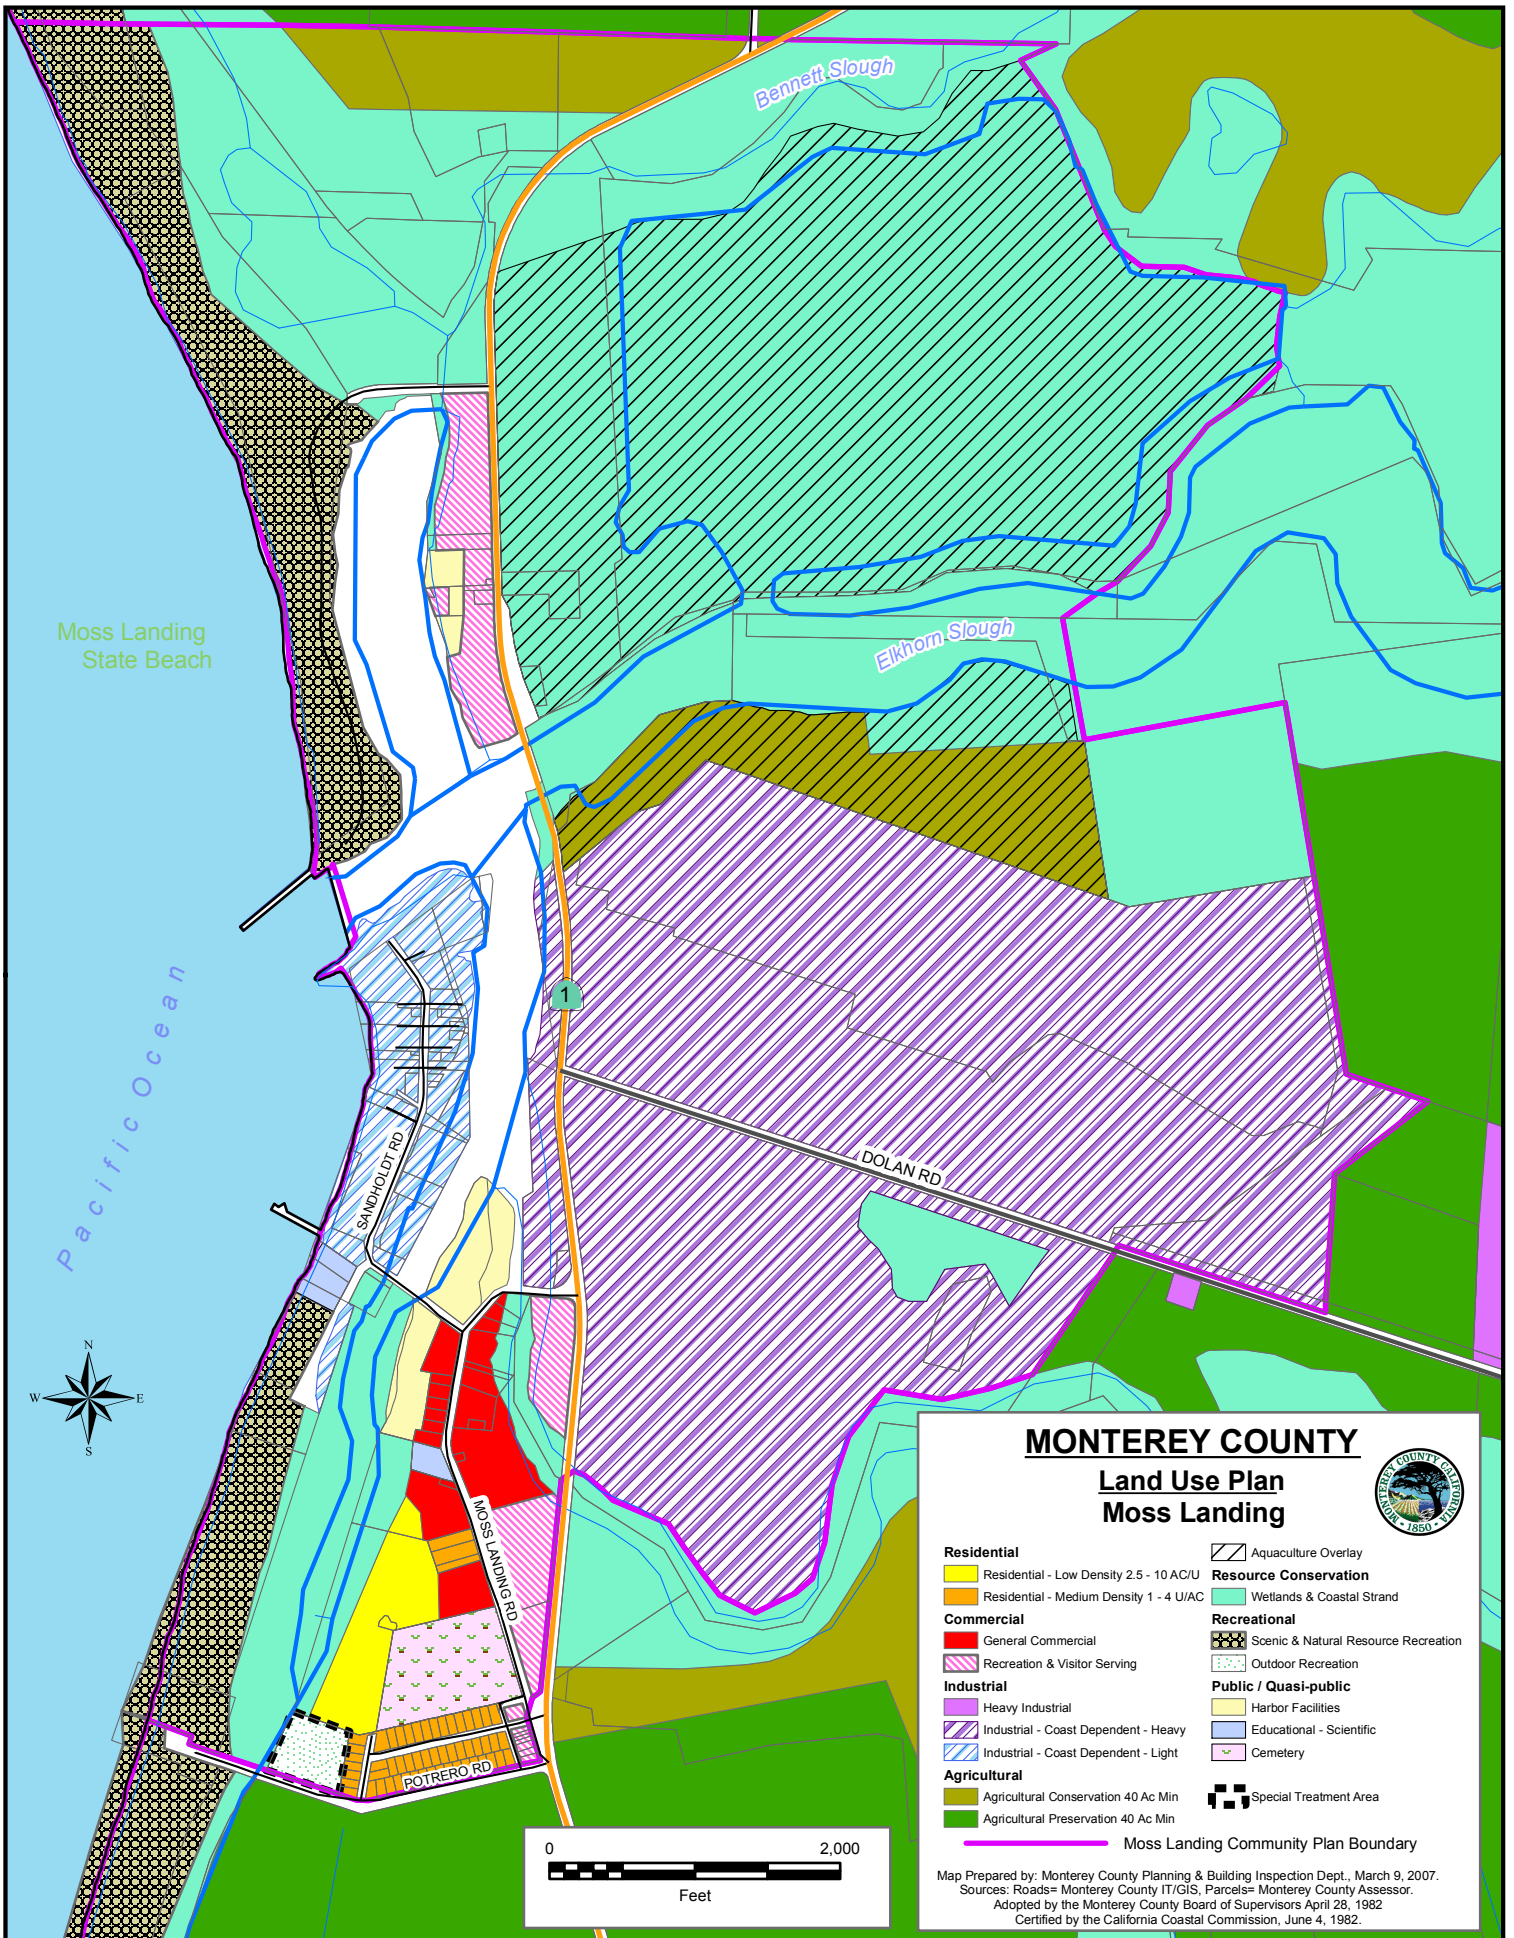 Bennett Slough
Moss Landing
State Beach
Elkhorn Slough
Pacific Ocean
1
SANDHOLDT RD
DOLAN RD
N
W
E
S
MOSS LANDING RD
POTRERO RD
MONTEREY COUNTY
Land Use Plan
Moss Landing
MONTEREY COUNTY CALIFORNIA
• 1850 •
Residential
Residential - Low Density 2.5 - 10 AC/U
Residential - Medium Density 1 - 4 U/AC
Commercial
General Commercial
Recreation & Visitor Serving
Industrial
Heavy Industrial
Industrial - Coast Dependent - Heavy
Industrial - Coast Dependent - Light
Agricultural
Agricultural Conservation 40 Ac Min
Agricultural Preservation 40 Ac Min
Aquaculture Overlay
Resource Conservation
Wetlands & Coastal Strand
Recreational
Scenic & Natural Resource Recreation
Outdoor Recreation
Public / Quasi-public
Harbor Facilities
Educational - Scientific
Cemetery
Special Treatment Area
Moss Landing Community Plan Boundary
Map Prepared by: Monterey County Planning & Building Inspection Dept., March 9, 2007.
Sources: Roads= Monterey County IT/GIS, Parcels= Monterey County Assessor.
Adopted by the Monterey County Board of Supervisors April 28, 1982
Certified by the California Coastal Commission, June 4, 1982.
0 2,000
Feet